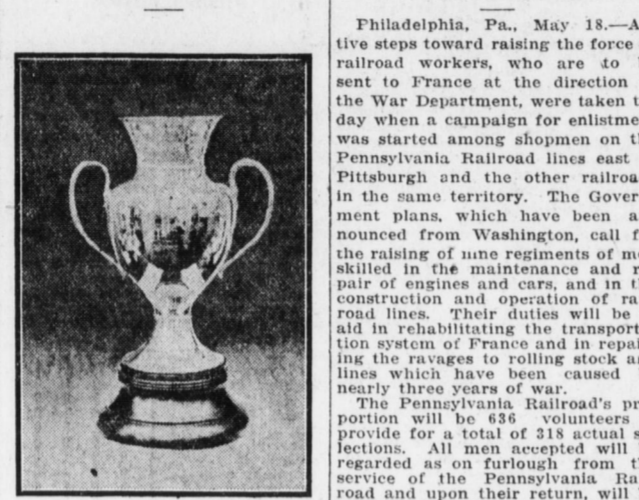 Philadelphia, Pa., May 18.—A
tive steps toward raising the force
railroad workers, who are to
sent to France at the direction
the War Department, were taken t
day when a campaign for enlistme
was started among shopmen on t
Pennsylvania Railroad lines east
Pittsburgh and the other railroa
in the same territory. The Gover
ment plans, which have been a
nounced from Washington, call f
the raising of nine regiments of m
skilled in the maintenance and r
pair of engines and cars, and in t
construction and operation of ra
road lines. Their duties will be
aid in rehabilitating the transport
tion system of France and in repai
ing the ravages to rolling stock a
lines which have been caused
nearly three years of war.
The Pennsylvania Railroad's pr
portion will be 636 volunteers
provide for a total of 318 actual s
lections. All men accepted will
regarded as on furlough from t
service of the Pennsylvania Ra
road and upon their return, will